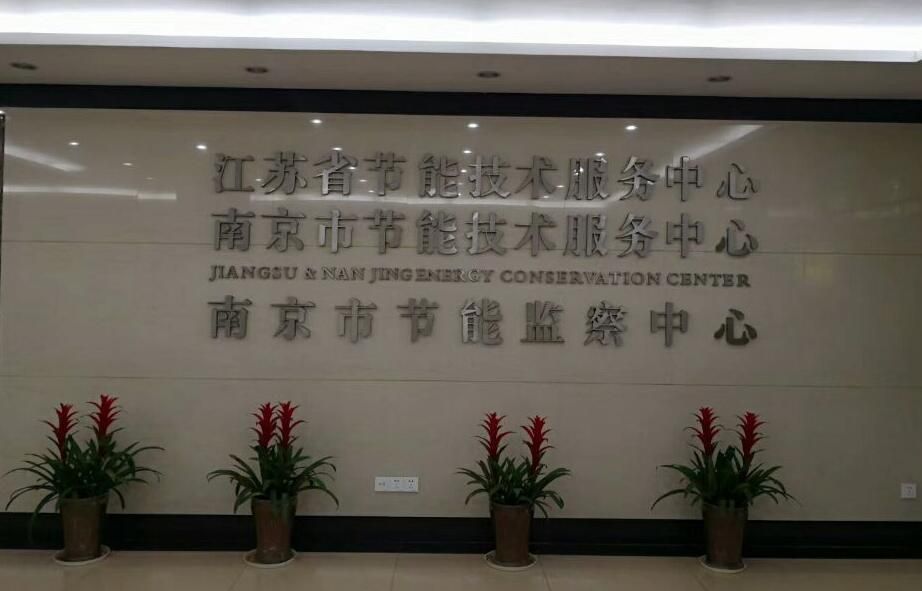 江苏省节能技术服务中心
南京市节能技术服务中心
JIANGSU & NAN JING ENERGY CONSERVATION CENTER
南京市节能监察中心